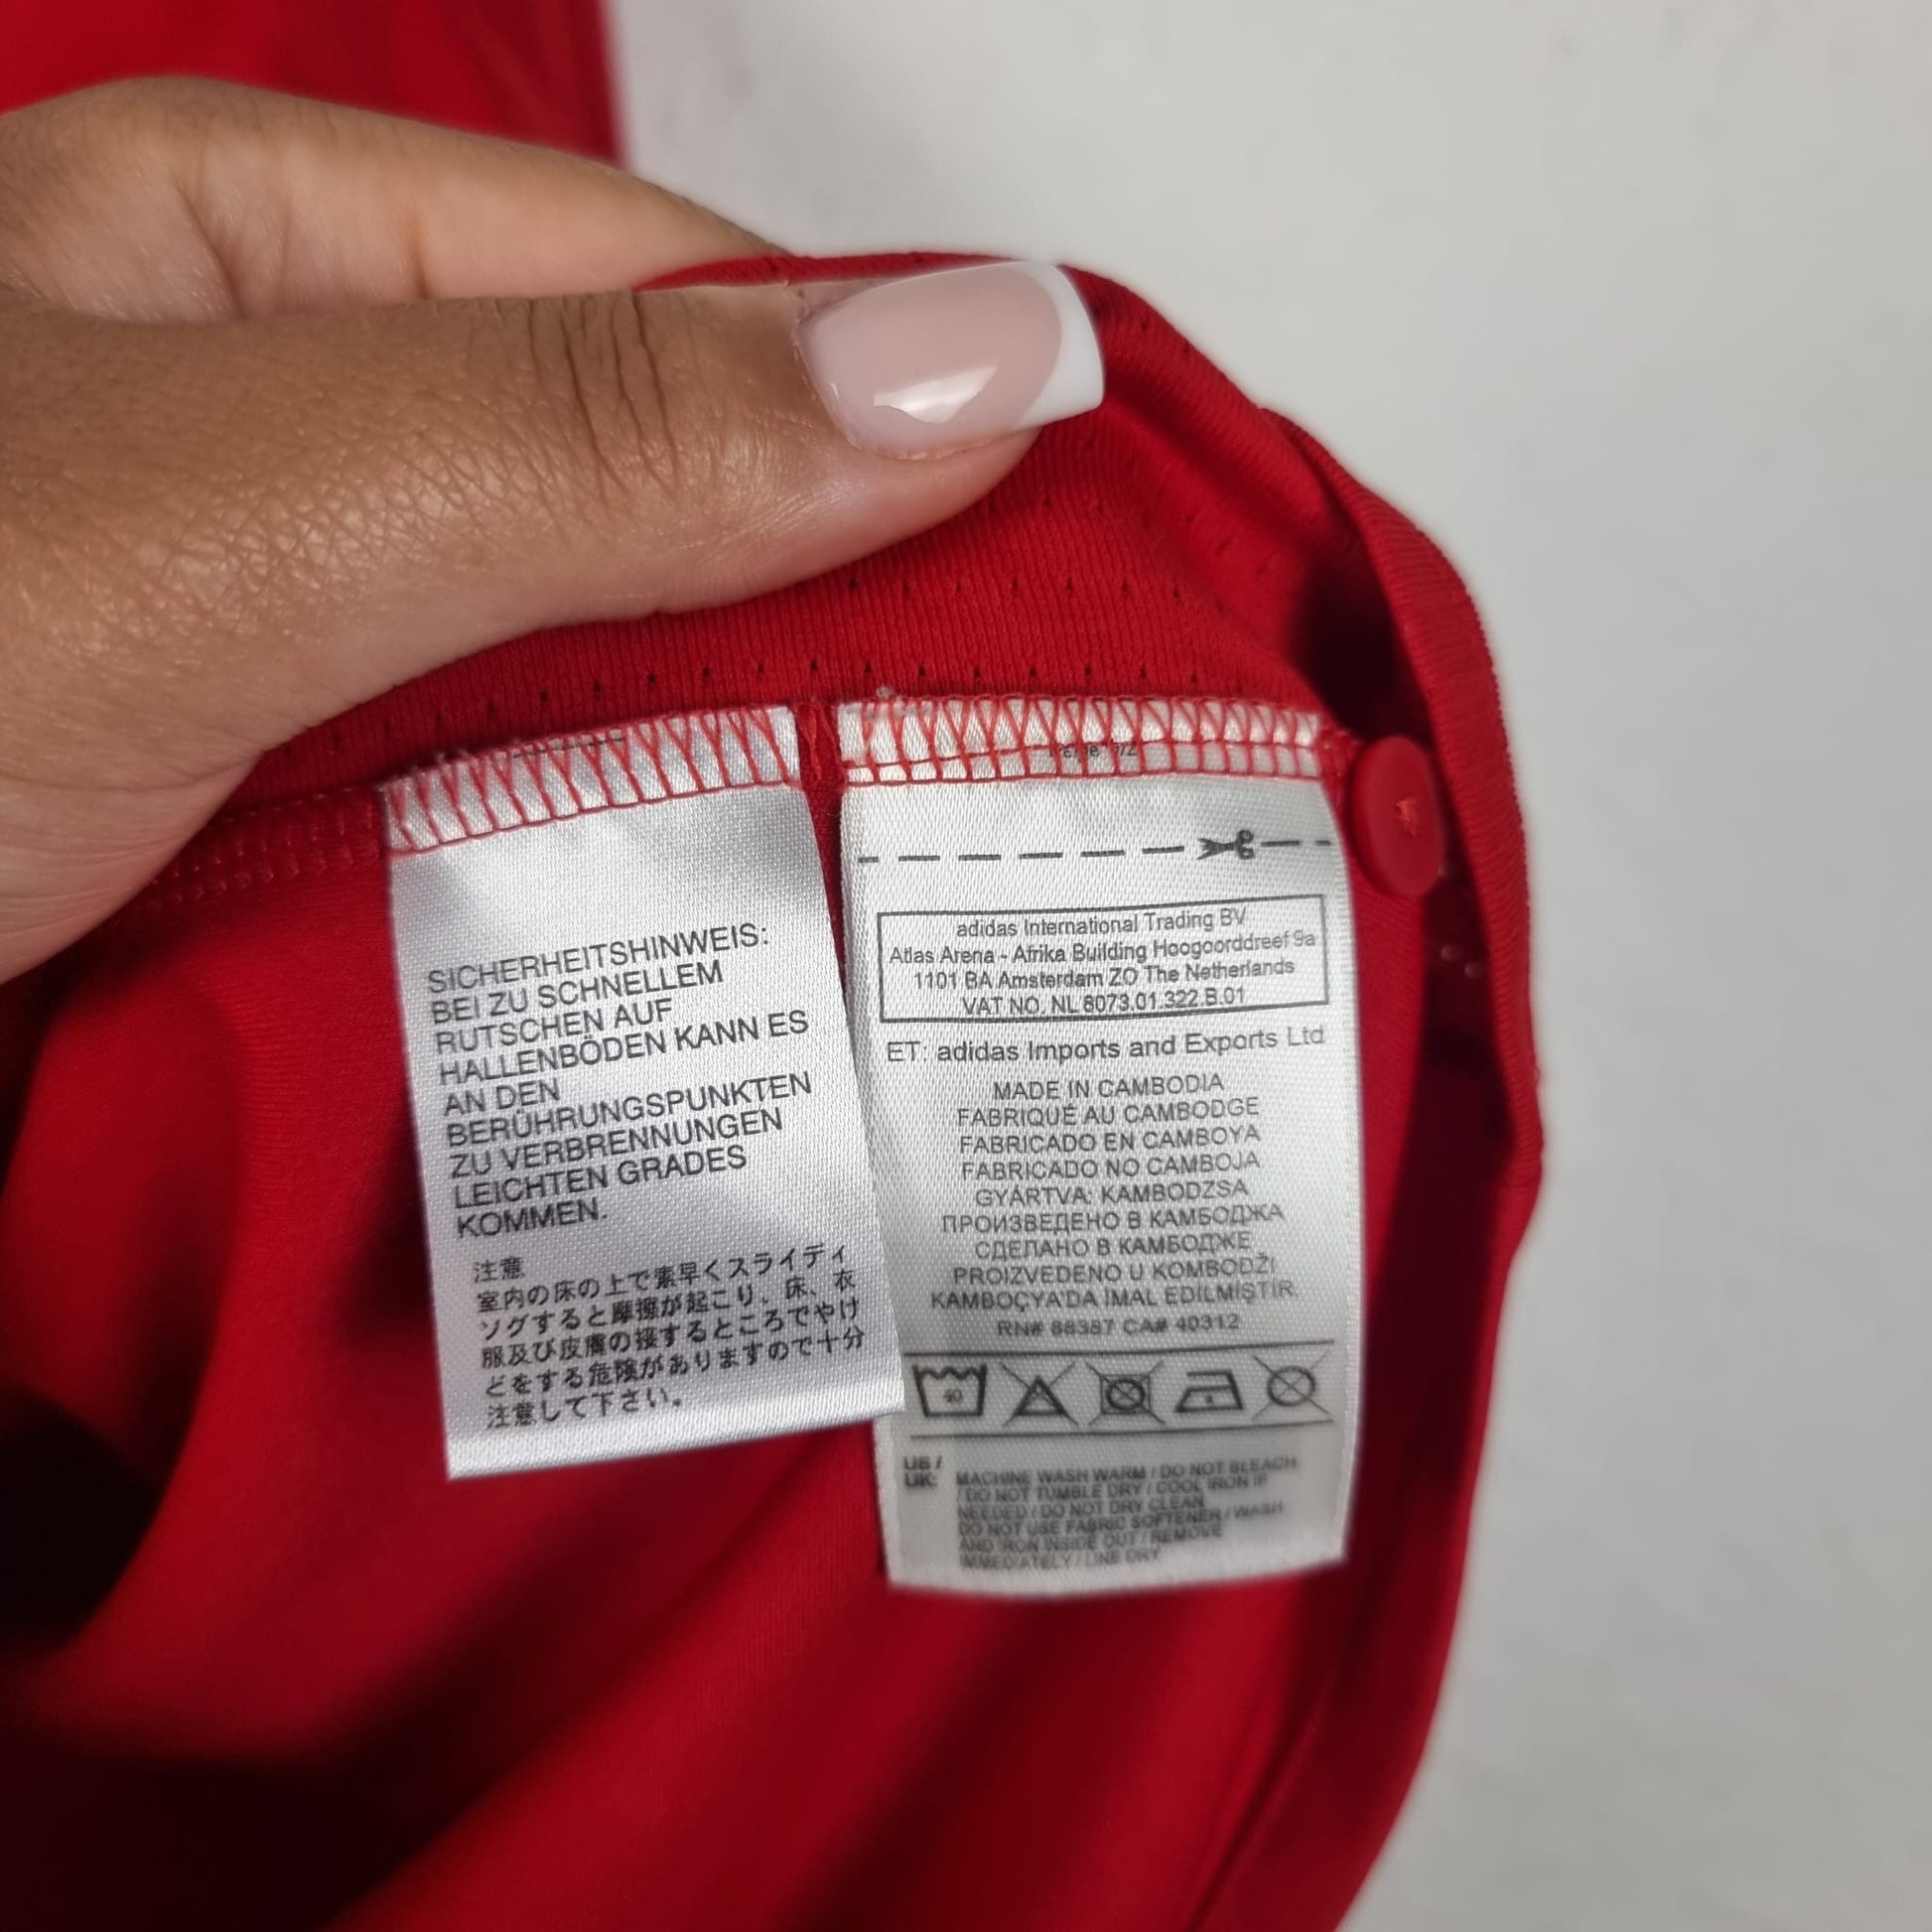 SICHERHEITSHINWEIS:
BEI ZU SCHNELLEM
RUTSCHEN AUF
HALLENBÖDEN KANN ES
AN DEN
BERÜHRUNGSPUNKTEN
ZU VERBRENNUNGEN
LEICHTEN GRADES
KOMMEN.
注意
室内の床の上で素早くスライディ
ングすると摩擦が起こり、床、衣
服及び皮膚の接するところでやけ
どをする危険がありますので十分
注意して下さい。
adidas International Trading BV
Atlas Arena - Afrika Building Hoogoorddreef 9a
1101 BA Amsterdam ZO The Netherlands
VAT NO. NL 8073.01.322.B.01
ET: adidas Imports and Exports Ltd
MADE IN CAMBODIA
FABRIQUÉ AU CAMBODGE
FABRICADO EN CAMBOYA
FABRICADO NO CAMBOJA
GYÁRTVA: KAMBODZSA
ПРОИЗВЕДЕНО В КАМБОДЖА
СДЕЛАНО В КАМБОДЖЕ
PROIZVEDENO U KOMBODŽI
KAMBOÇYA'DA İMAL EDİLMİŞTİR.
RN# 88387 CA# 40312
40
US /
UK: MACHINE WASH WARM / DO NOT BLEACH
/ DO NOT TUMBLE DRY / COOL IRON IF
NEEDED / DO NOT DRY CLEAN
DO NOT USE FABRIC SOFTENER / WASH
AND IRON INSIDE OUT / REMOVE
IMMEDIATELY / LINE DRY